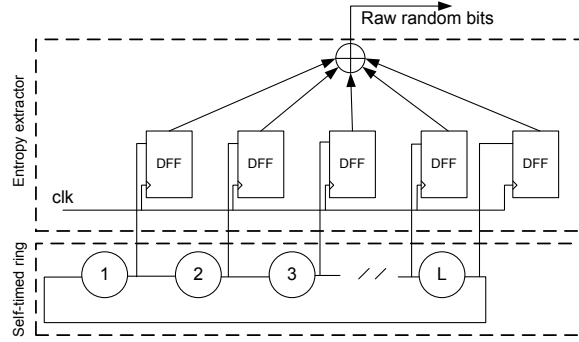 Raw random bits
Entropy extractor
DFF DFF DFF DFF DFF
clk
Self-timed ring
1 2 3 L